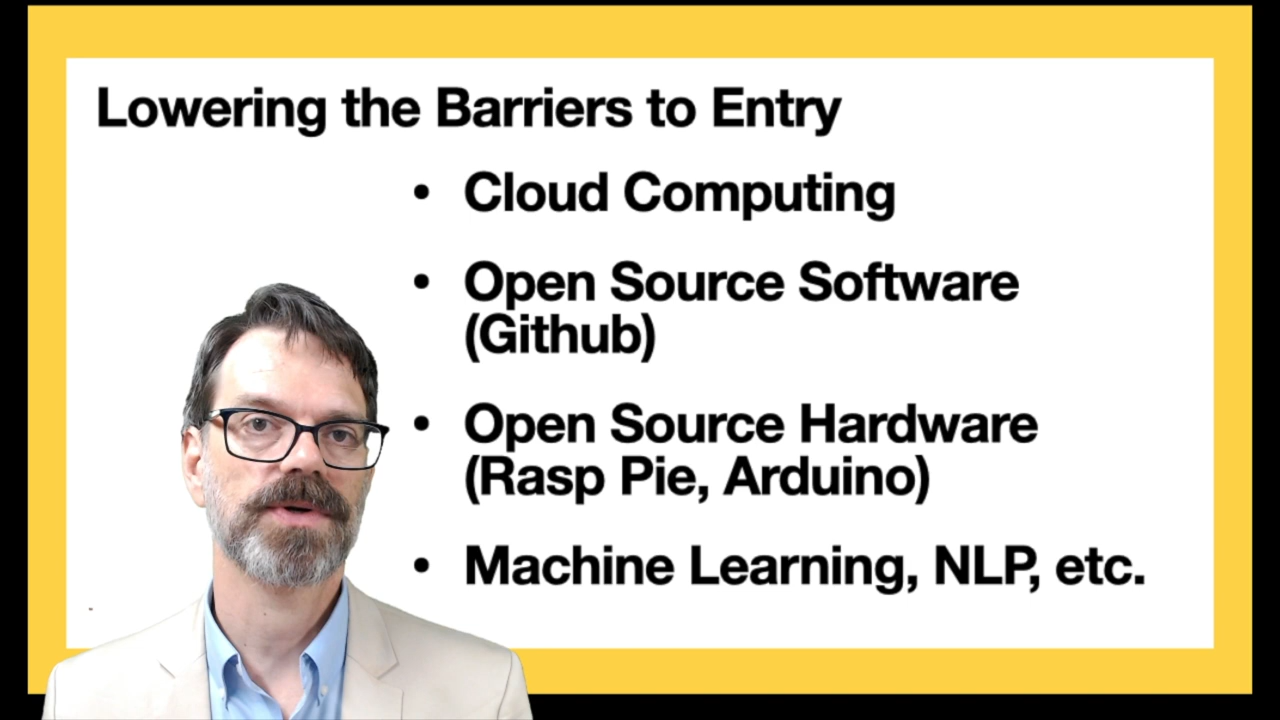 Lowering the Barriers to Entry
• Cloud Computing
• Open Source Software
(Github)
• Open Source Hardware
(Rasp Pie, Arduino)
• Machine Learning, NLP, etc.